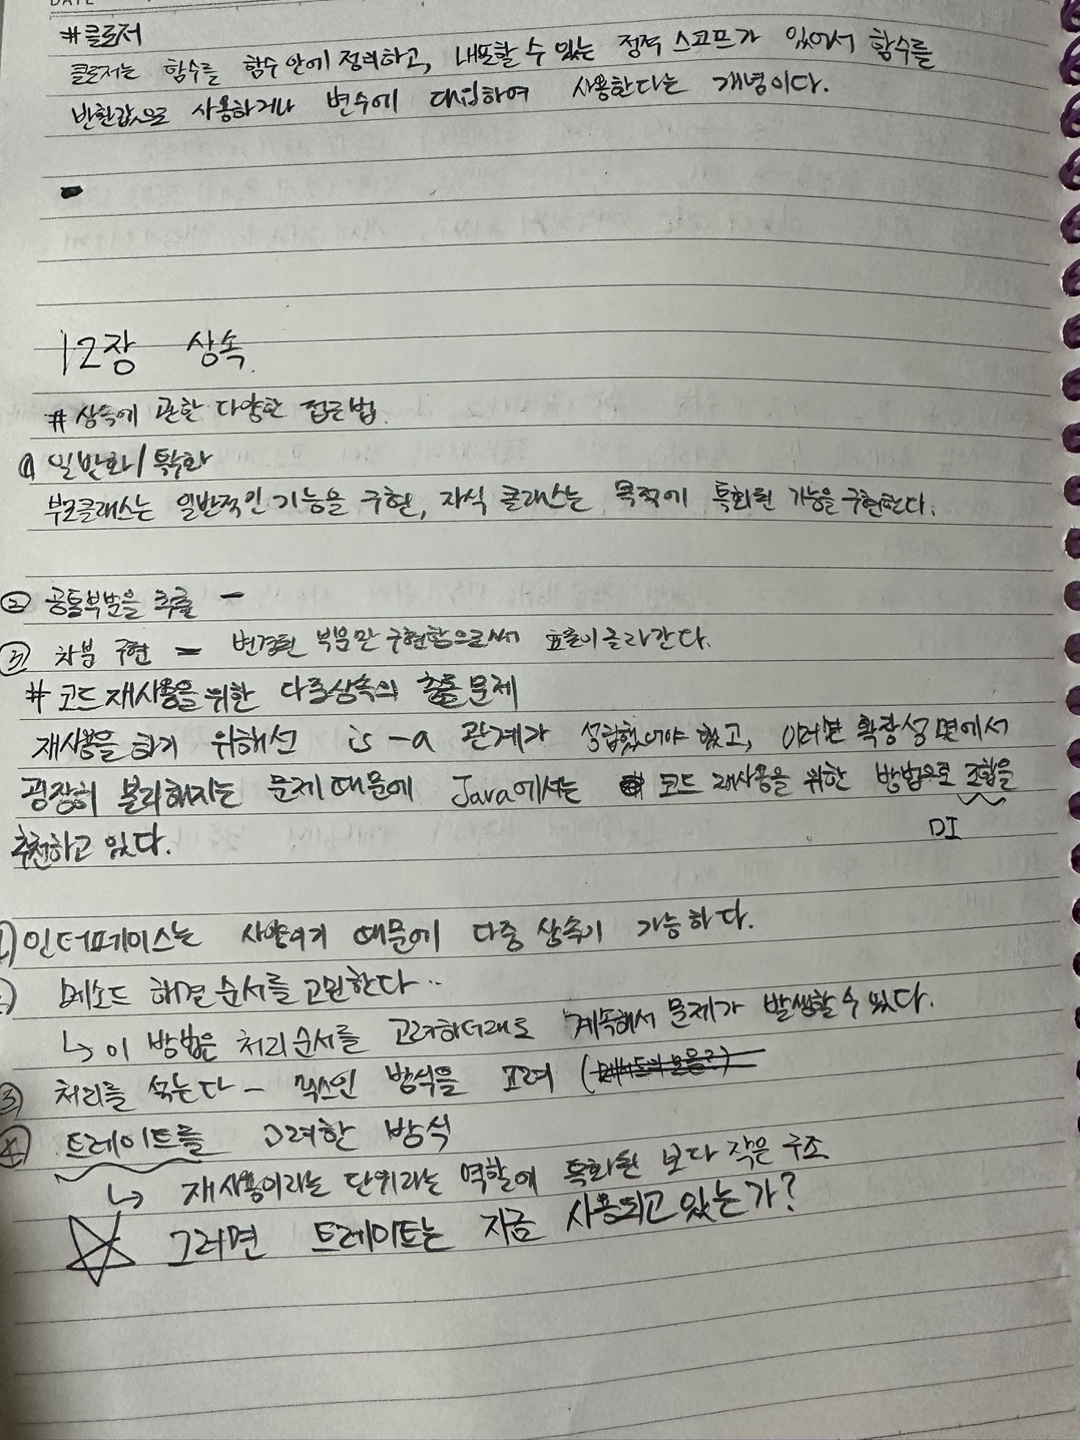 DATE
#클로저
클로저는 함수를 함수 안에 정의하고, 내포할 수 있는 정적 스코프가 있어서 함수를
반환값으로 사용하거나 변수에 대입하여 사용한다는 개념이다.
12장 상속.
# 상속에 관한 다양한 접근법.
① 일반화/특수화
부모클래스는 일반적인 기능을 구현, 자식 클래스는 목적에 특화된 기능을 구현한다.
② 공통부분을 추출 –
③ 차분 구현 – 변경된 부분만 구현함으로써 효율이 올라간다.
# 코드 재사용을 위한 다중상속의 충돌 문제
재사용을 하기 위해선 is-a 관계가 성립했어야 했고, 이러면 확장성 면에서
굉장히 불리해지는 문제 때문에 Java에서는 코드 재사용을 위한 방법으로 조합을
DI
추천하고 있다.
인터페이스는 때문에 다중 상속이 가능하다.
메소드 해결 순서를 고민한다..
↳ 이 방법은 처리 순서를 고려하더래도 계속해서 문제가 발생할 수 있다.
③ 처리를 섞는다 – 믹스인 방식을 고려
④ 트레이트를 고려한 방식
↳ 재사용이라는 단위라는 역할에 특화된 보다 작은 구조
☆ 그러면 트레이트는 지금 사용되고 있는가?